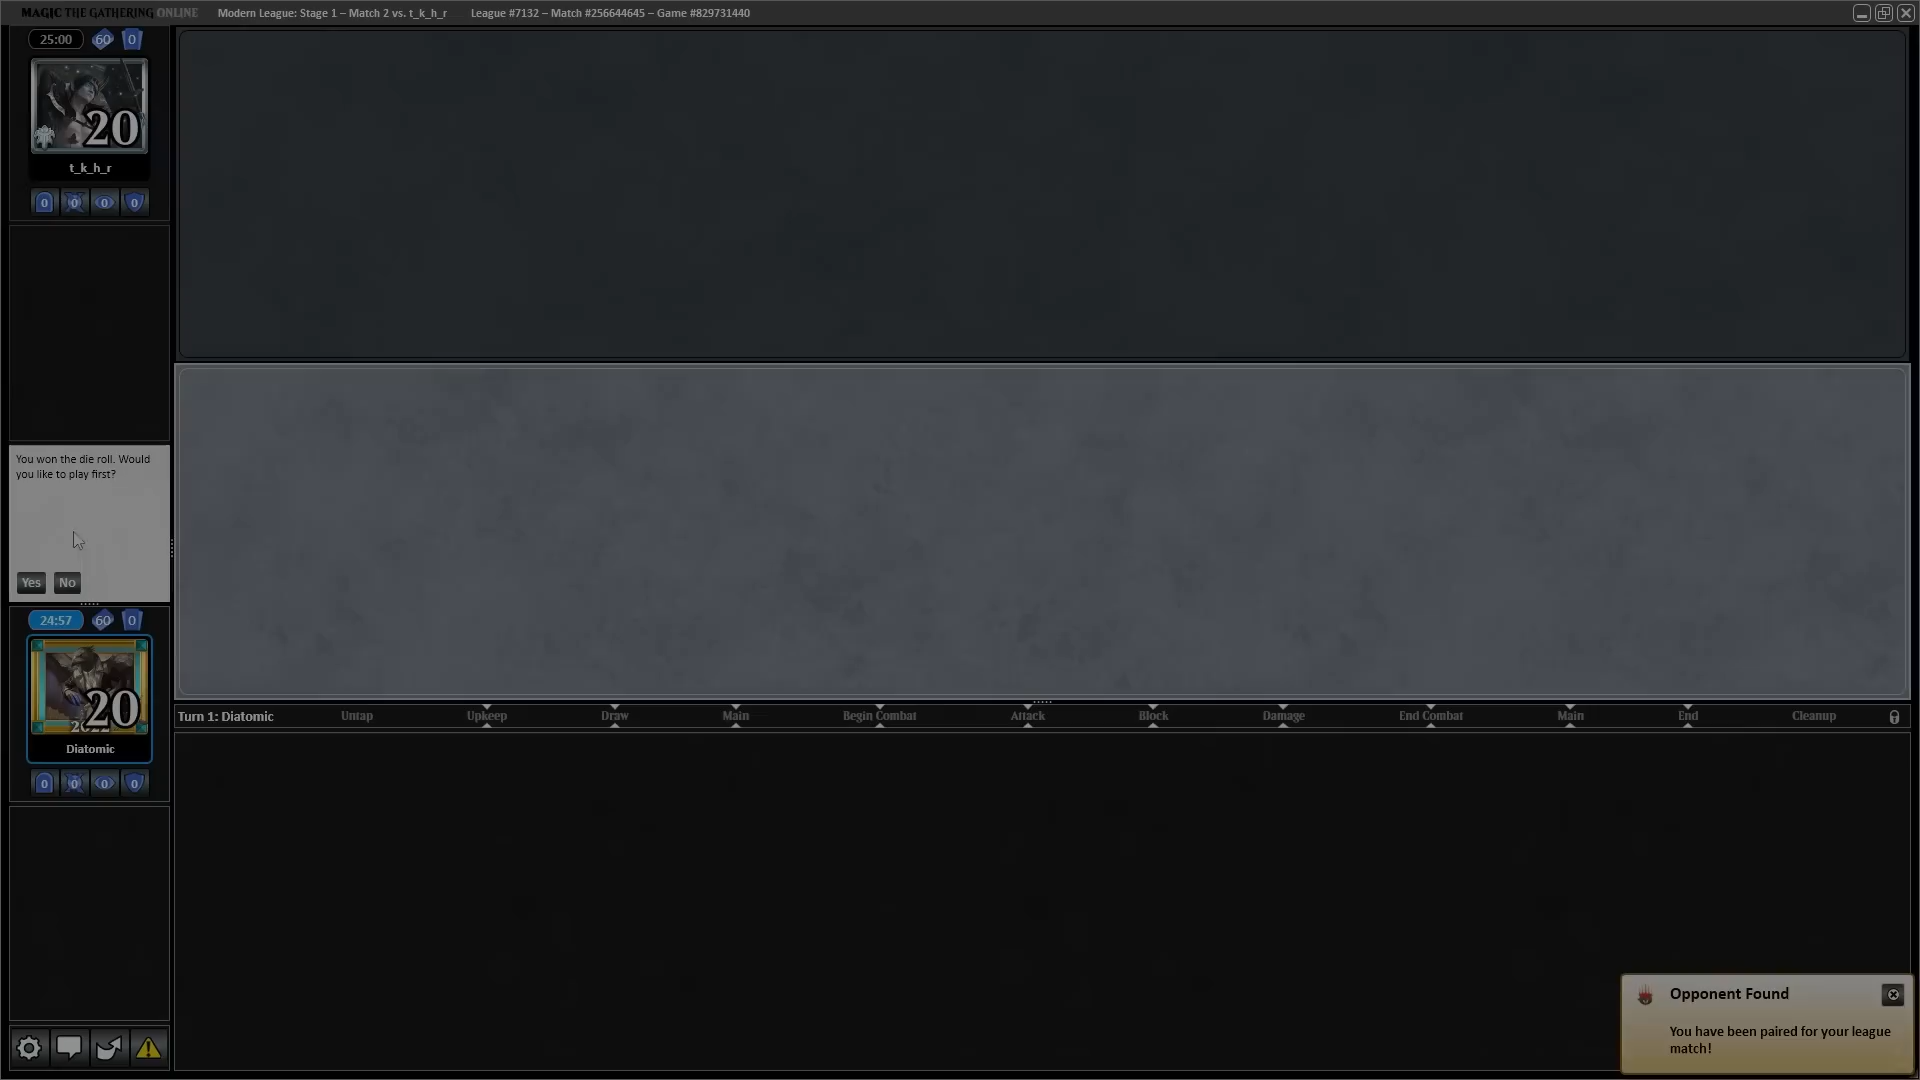 MAGIC THE GATHERING ONLINE
Modern League: Stage 1 – Match 2 vs. t_k_h_r
League #7132 – Match #256644645 – Game #829731440
25:00
60
0
20
t_k_h_r
0
0
0
0
You won the die roll. Would
you like to play first?
Yes
No
24:57
60
0
20
2022
Diatomic
0
0
0
0
Turn 1: Diatomic
Untap
Upkeep
Draw
Main
Begin Combat
Attack
Block
Damage
End Combat
Main
End
Cleanup
Opponent Found
You have been paired for your league
match!